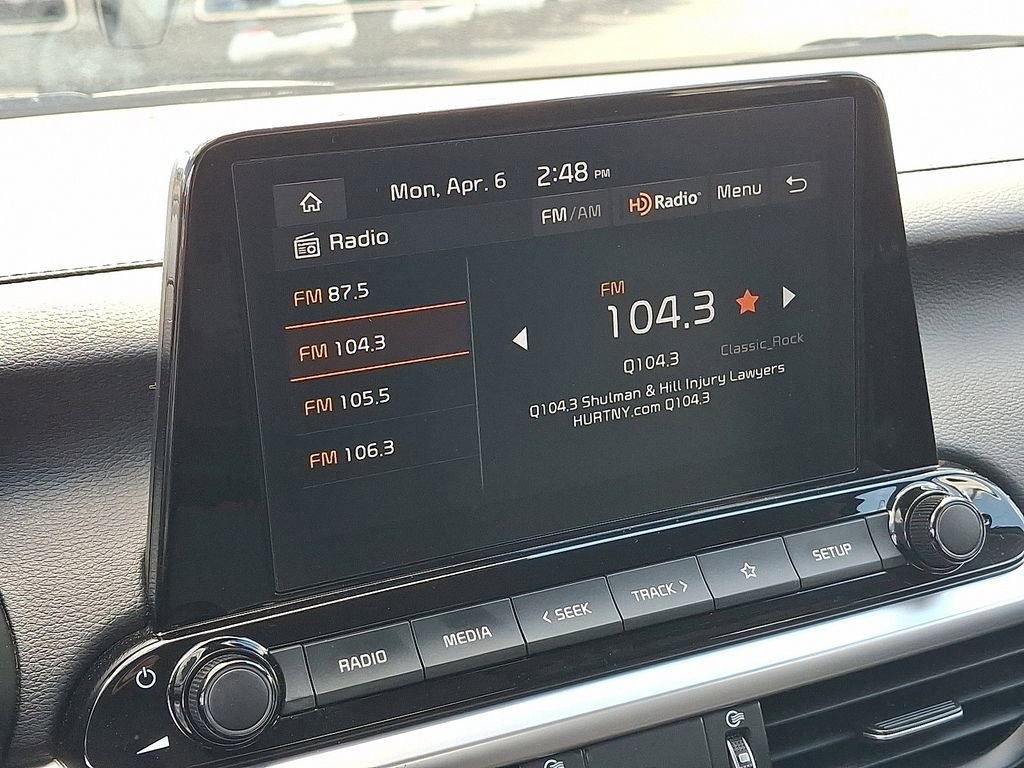 Mon, Apr. 6 2:48 PM
FM/AM HD Radio® Menu
Radio
FM 87.5
FM 104.3
FM 105.5
FM 106.3
FM
104.3
Q104.3 Classic_Rock
Q104.3 Shulman & Hill Injury Lawyers
HURTNY.com Q104.3
RADIO MEDIA < SEEK TRACK > SETUP